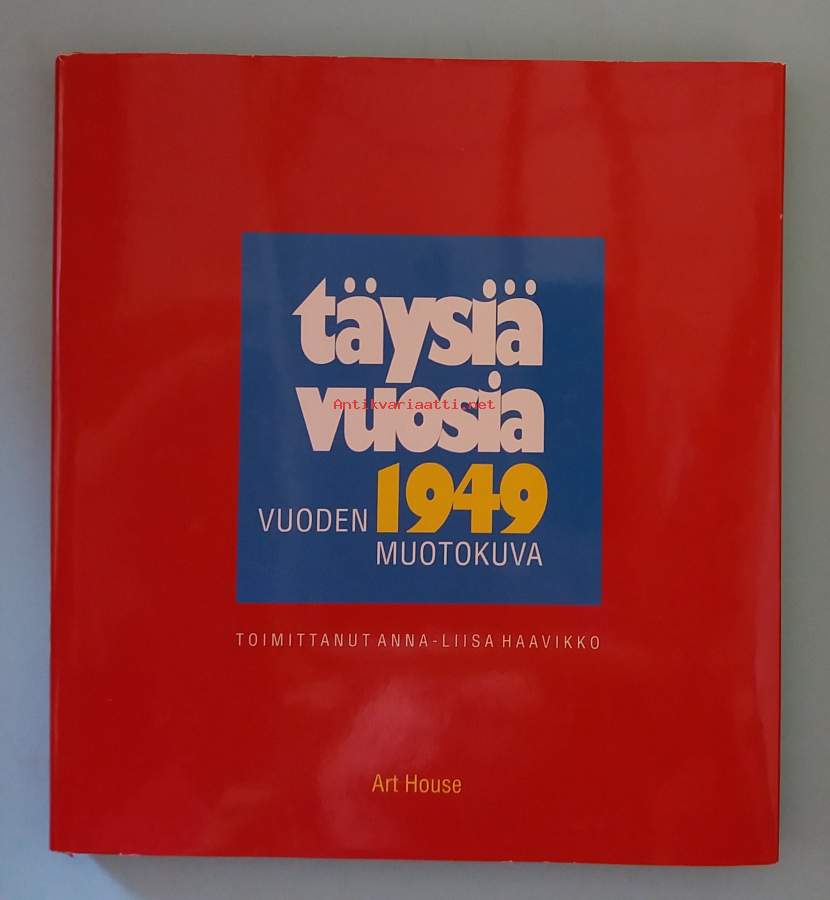 täysiä
vuosia
Antikvariaatti.net
VUODEN 1949
MUOTOKUVA
TOIMITTANUT ANNA-LIISA HAAVIKKO
Art House